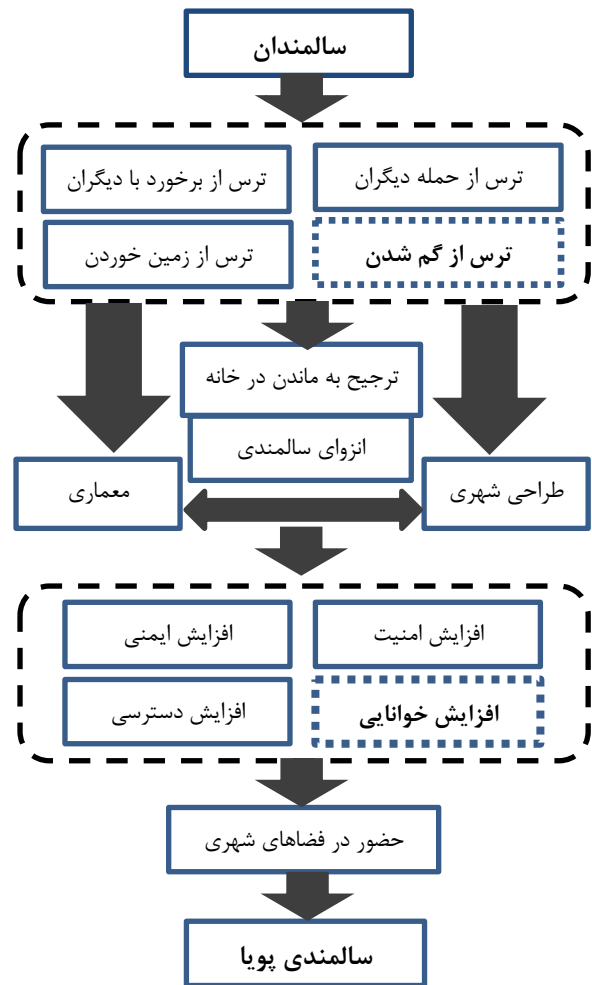 سالمندان
ترس از حمله دیگران
ترس از برخورد با دیگران
ترس از گم شدن
ترس از زمین خوردن
ترجیح به ماندن در خانه
انزوای سالمندی
طراحی شهری
معماری
افزایش امنیت
افزایش ایمنی
افزایش خوانایی
افزایش دسترسی
حضور در فضاهای شهری
سالمندی پویا